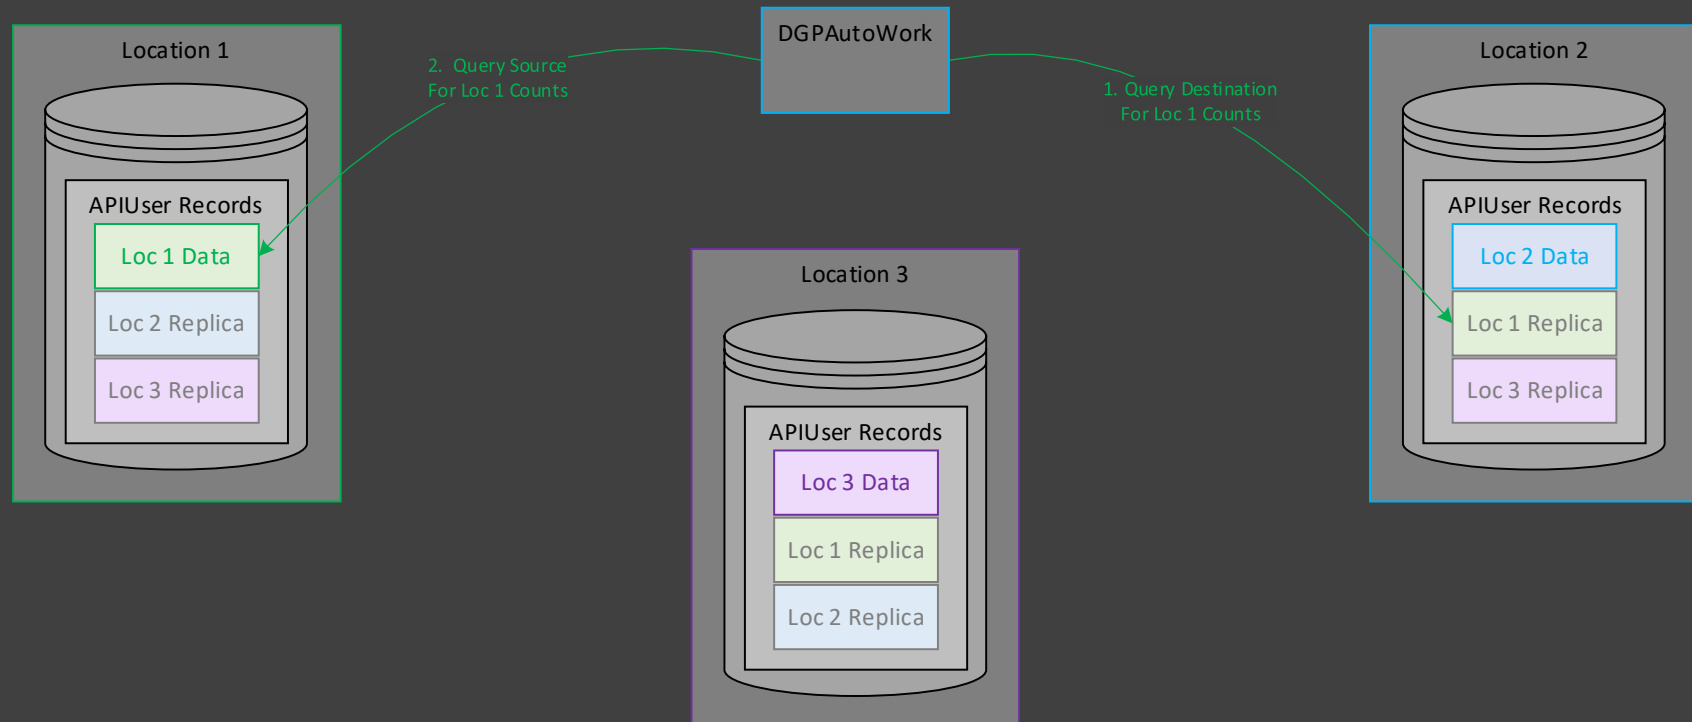 DGPAutoWork
Location 1
2. Query Source
For Loc 1 Counts
1. Query Destination
For Loc 1 Counts
Location 2
APIUser Records
Loc 1 Data
Loc 2 Replica
Loc 3 Replica
APIUser Records
Loc 2 Data
Loc 1 Replica
Loc 3 Replica
Location 3
APIUser Records
Loc 3 Data
Loc 1 Replica
Loc 2 Replica